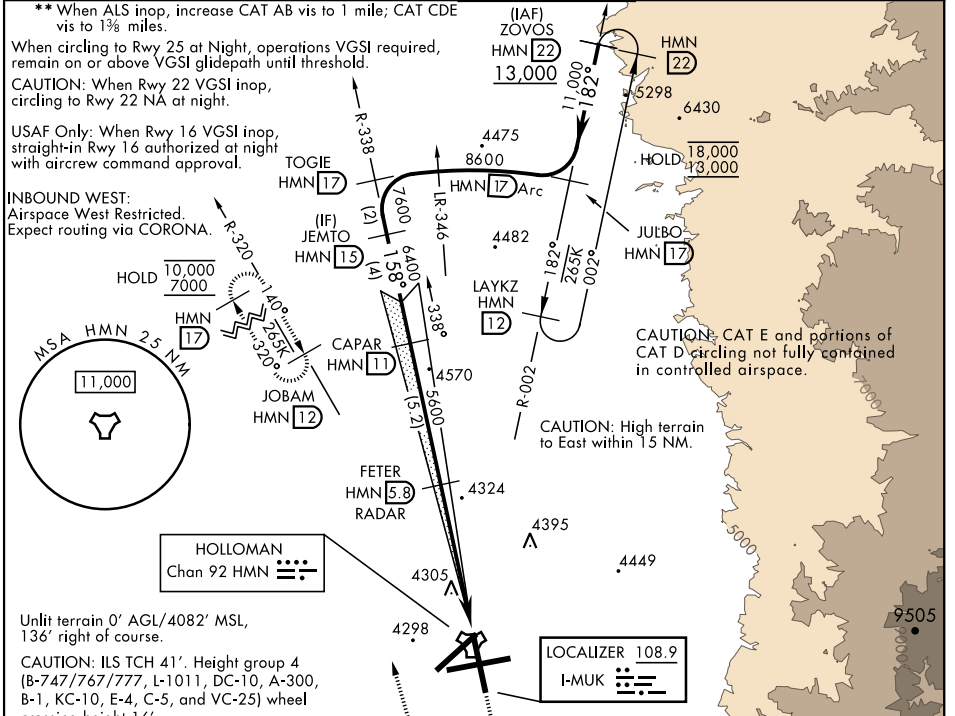 ** When ALS inop, increase CAT AB vis to 1 mile; CAT CDE
vis to 1⅜ miles.
When circling to Rwy 25 at Night, operations VGSI required,
remain on or above VGSI glidepath until threshold.
CAUTION: When Rwy 22 VGSI inop,
circling to Rwy 22 NA at night.
USAF Only: When Rwy 16 VGSI inop,
straight-in Rwy 16 authorized at night
with aircrew command approval.
INBOUND WEST:
Airspace West Restricted.
Expect routing via CORONA.
(IAF)
ZOVOS
HMN 22
13,000
HMN
22
11,000
182°
5298
6430
R-338
4475
8600
HMN 17 Arc
HOLD 18,000
13,000
TOGIE
HMN 17
7600
(2)
LR-346
(IF)
JEMTO
HMN 15
6400
(4)
158°
4482
182°
265K
002°
JULBO
HMN 17
R-320
HOLD 10,000
7000
HMN
17
140°
265K
320°
JOBAM
HMN 12
LAYKZ
HMN
12
338°
CAPAR
HMN 11
4570
5600
(5.2)
R-002
CAUTION: CAT E and portions of
CAT D circling not fully contained
in controlled airspace.
7000
MSA HMN 25 NM
11,000
CAUTION: High terrain
to East within 15 NM.
FETER
HMN 5.8
RADAR
4324
4395
4449
5000
HOLLOMAN
Chan 92 HMN
4305
4298
9505
9000
Unlit terrain 0' AGL/4082' MSL,
136' right of course.
LOCALIZER 108.9
I-MUK
CAUTION: ILS TCH 41'. Height group 4
(B-747/767/777, L-1011, DC-10, A-300,
B-1, KC-10, E-4, C-5, and VC-25) wheel
crossing height 16'.